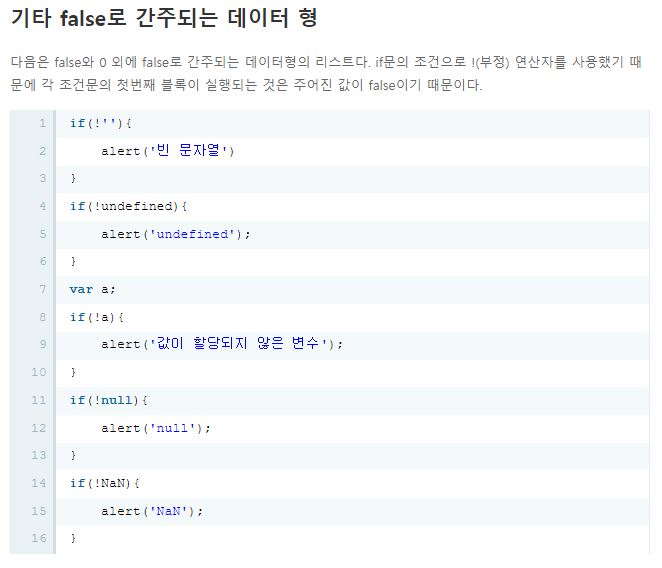 기타 false로 간주되는 데이터 형
다음은 false와 0 외에 false로 간주되는 데이터형의 리스트다. if문의 조건으로 !(부정) 연산자를 사용했기 때
문에 각 조건문의 첫번째 블록이 실행되는 것은 주어진 값이 false이기 때문이다.
1 if(!''){
2     alert('빈 문자열')
3 }
4 if(!undefined){
5     alert('undefined');
6 }
7 var a;
8 if(!a){
9     alert('값이 할당되지 않은 변수');
10 }
11 if(!null){
12     alert('null');
13 }
14 if(!NaN){
15     alert('NaN');
16 }